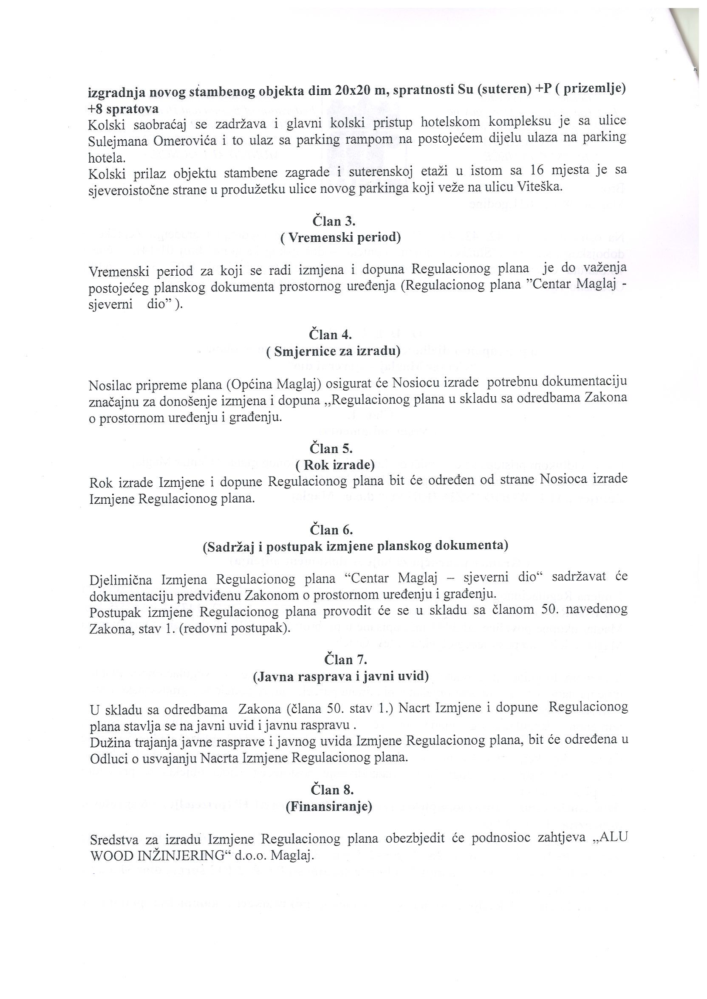 izgradnja novog stambenog objekta dim 20x20 m, spratnosti Su (suteren) +P ( prizemlje)
+8 spratova
Kolski saobraćaj se zadržava i glavni kolski pristup hotelskom kompleksu je sa ulice
Sulejmana Omerovića i to ulaz sa parking rampom na postojećem dijelu ulaza na parking
hotela.
Kolski prilaz objektu stambene zagrade i suterenskoj etaži u istom sa 16 mjesta je sa
sjeveroistočne strane u produžetku ulice novog parkinga koji veže na ulicu Viteška.
Član 3.
( Vremenski period)
Vremenski period za koji se radi izmjena i dopuna Regulacionog plana je do važenja
postojećeg planskog dokumenta prostornog uređenja (Regulacionog plana ”Centar Maglaj -
sjeverni dio” ).
Član 4.
( Smjernice za izradu)
Nosilac pripreme plana (Općina Maglaj) osigurat će Nosiocu izrade potrebnu dokumentaciju
značajnu za donošenje izmjena i dopuna „Regulacionog plana u skladu sa odredbama Zakona
o prostornom uređenju i građenju.
Član 5.
( Rok izrade)
Rok izrade Izmjene i dopune Regulacionog plana bit će određen od strane Nosioca izrade
Izmjene Regulacionog plana.
Član 6.
(Sadržaj i postupak izmjene planskog dokumenta)
Djelimična Izmjena Regulacionog plana “Centar Maglaj – sjeverni dio“ sadržavat će
dokumentaciju predviđenu Zakonom o prostornom uređenju i građenju.
Postupak izmjene Regulacionog plana provodit će se u skladu sa članom 50. navedenog
Zakona, stav 1. (redovni postupak).
Član 7.
(Javna rasprava i javni uvid)
U skladu sa odredbama Zakona (člana 50. stav 1.) Nacrt Izmjene i dopune Regulacionog
plana stavlja se na javni uvid i javnu raspravu .
Dužina trajanja javne rasprave i javnog uvida Izmjene Regulacionog plana, bit će određena u
Odluci o usvajanju Nacrta Izmjene Regulacionog plana.
Član 8.
(Finansiranje)
Sredstva za izradu Izmjene Regulacionog plana obezbjedit će podnosioc zahtjeva „ALU
WOOD INŽINJERING“ d.o.o. Maglaj.